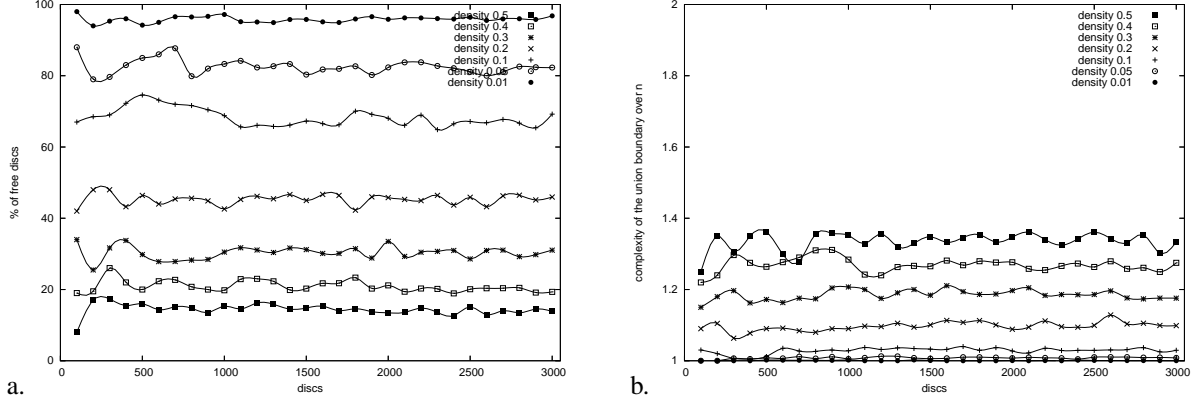 100
80
60
40
20
0
% of free discs
density 0.5
density 0.4
density 0.3
density 0.2
density 0.1
density 0.05
density 0.01
0 500 1000 1500 2000 2500 3000
discs
a.
2
1.8
1.6
1.4
1.2
1
complexity of the union boundary over n
density 0.5
density 0.4
density 0.3
density 0.2
density 0.1
density 0.05
density 0.01
0 500 1000 1500 2000 2500 3000
discs
b.